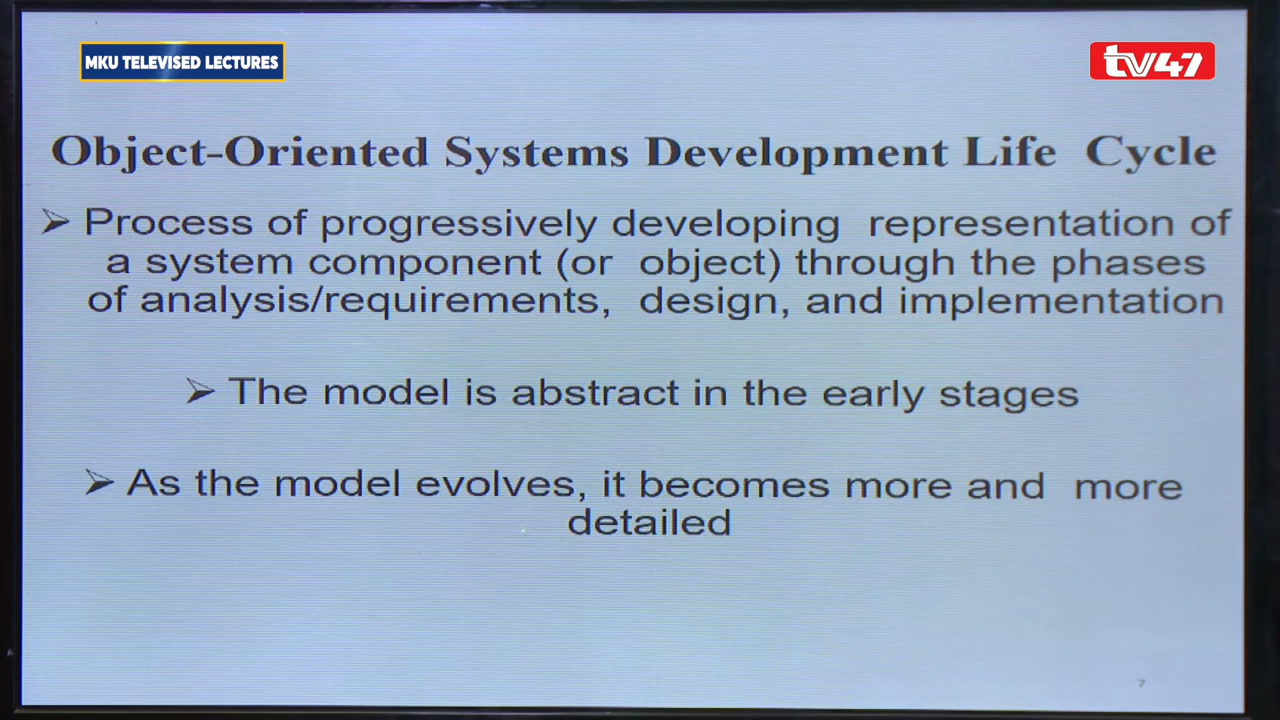 MKU TELEVISED LECTURES
tv47
Object-Oriented Systems Development Life Cycle
➢ Process of progressively developing representation of
a system component (or object) through the phases
of analysis/requirements, design, and implementation
➢ The model is abstract in the early stages
➢ As the model evolves, it becomes more and more
detailed
7